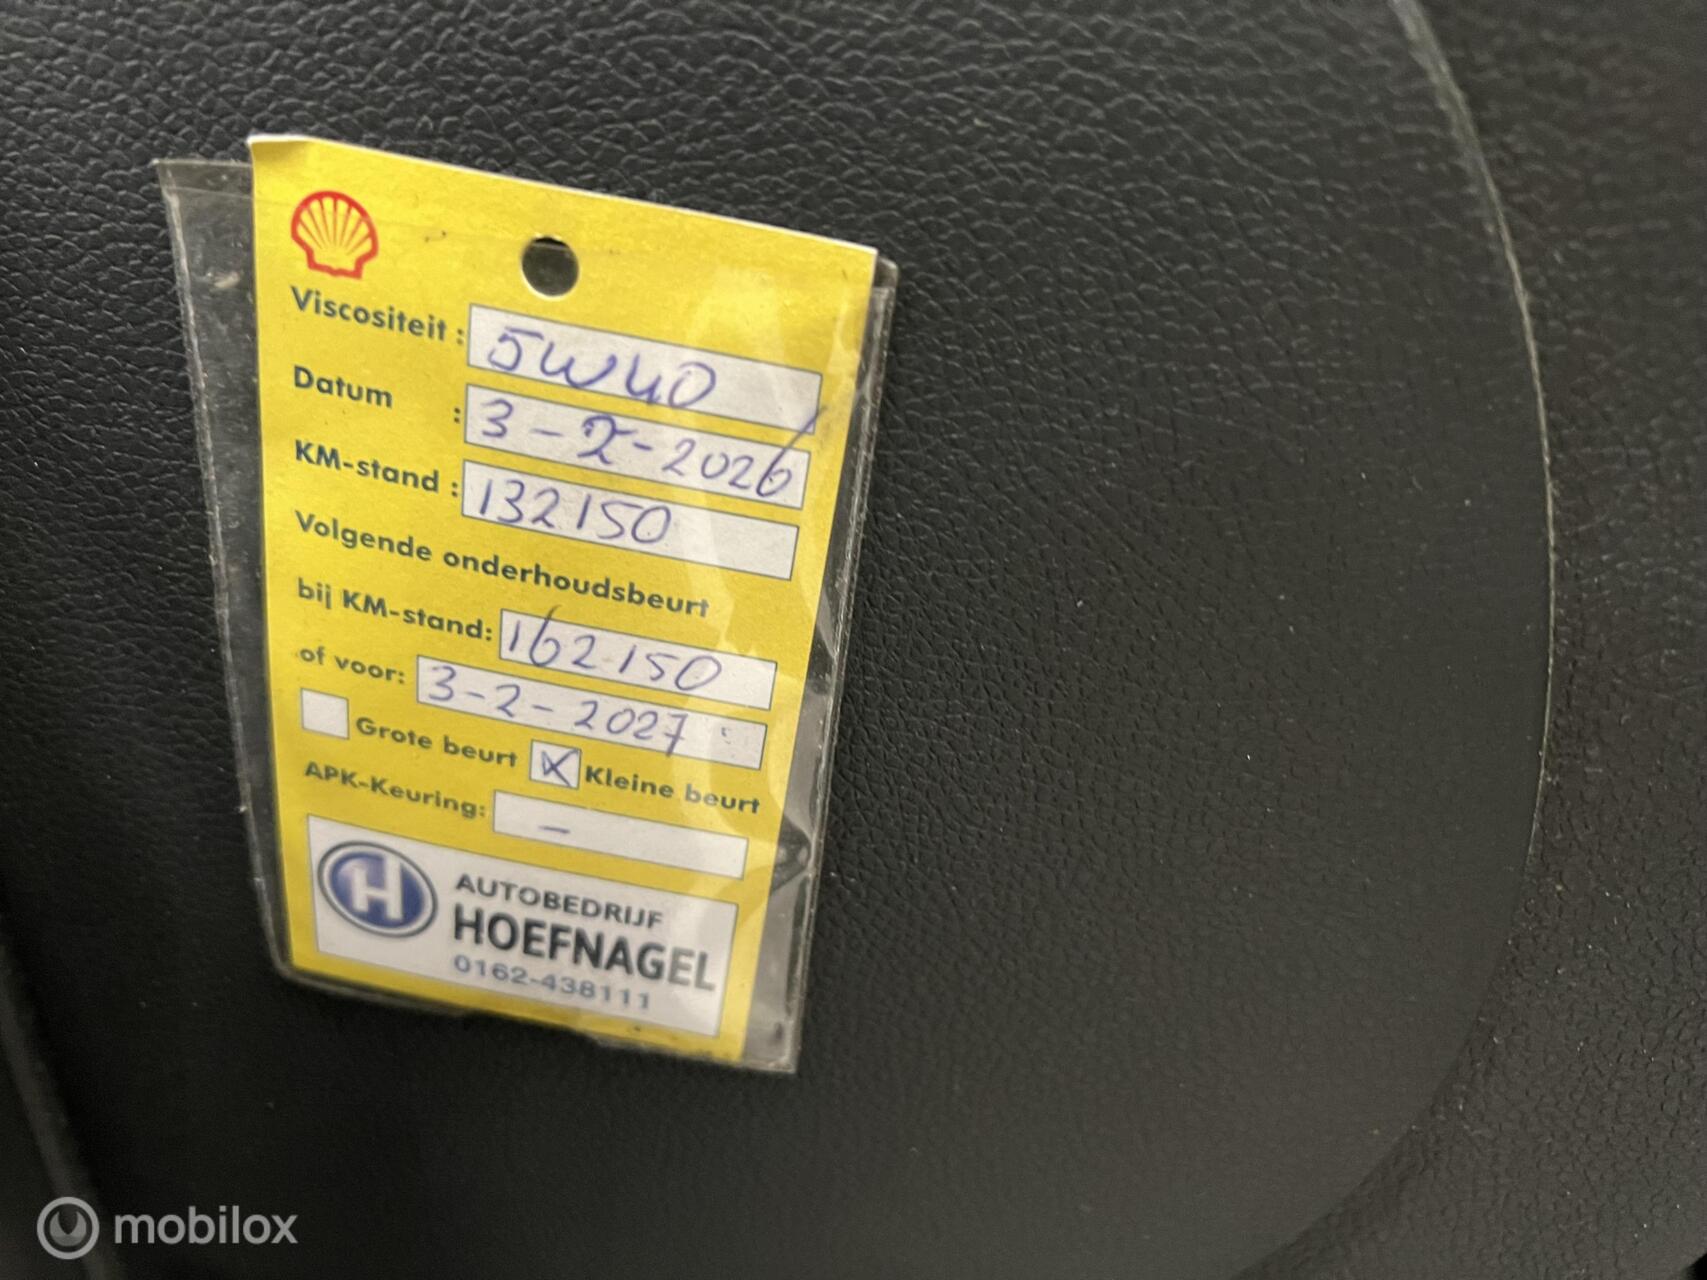 Viscositeit : 5W40
Datum : 3-2-2026
KM-stand : 132150
Volgende onderhoudsbeurt
bij KM-stand: 162150
of voor: 3-2-2027
Grote beurt X Kleine beurt
APK-Keuring: -
H AUTOBEDRIJF
HOEFNAGEL
0162-438111
mobilox